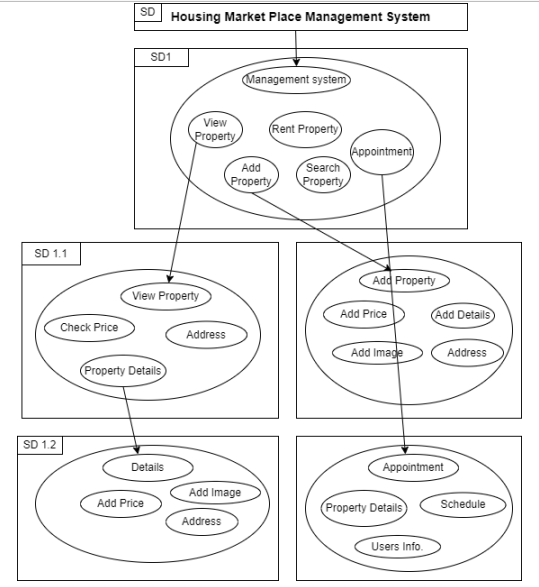 SD
Housing Market Place Management System
SD1
Management system
View
Property
Rent Property
Appointment
Add
Property
Search
Property
SD 1.1
View Property
Check Price
Address
Property Details
Add Property
Add Price
Add Details
Add Image
Address
SD 1.2
Details
Add Price
Add Image
Address
Appointment
Property Details
Schedule
Users Info.